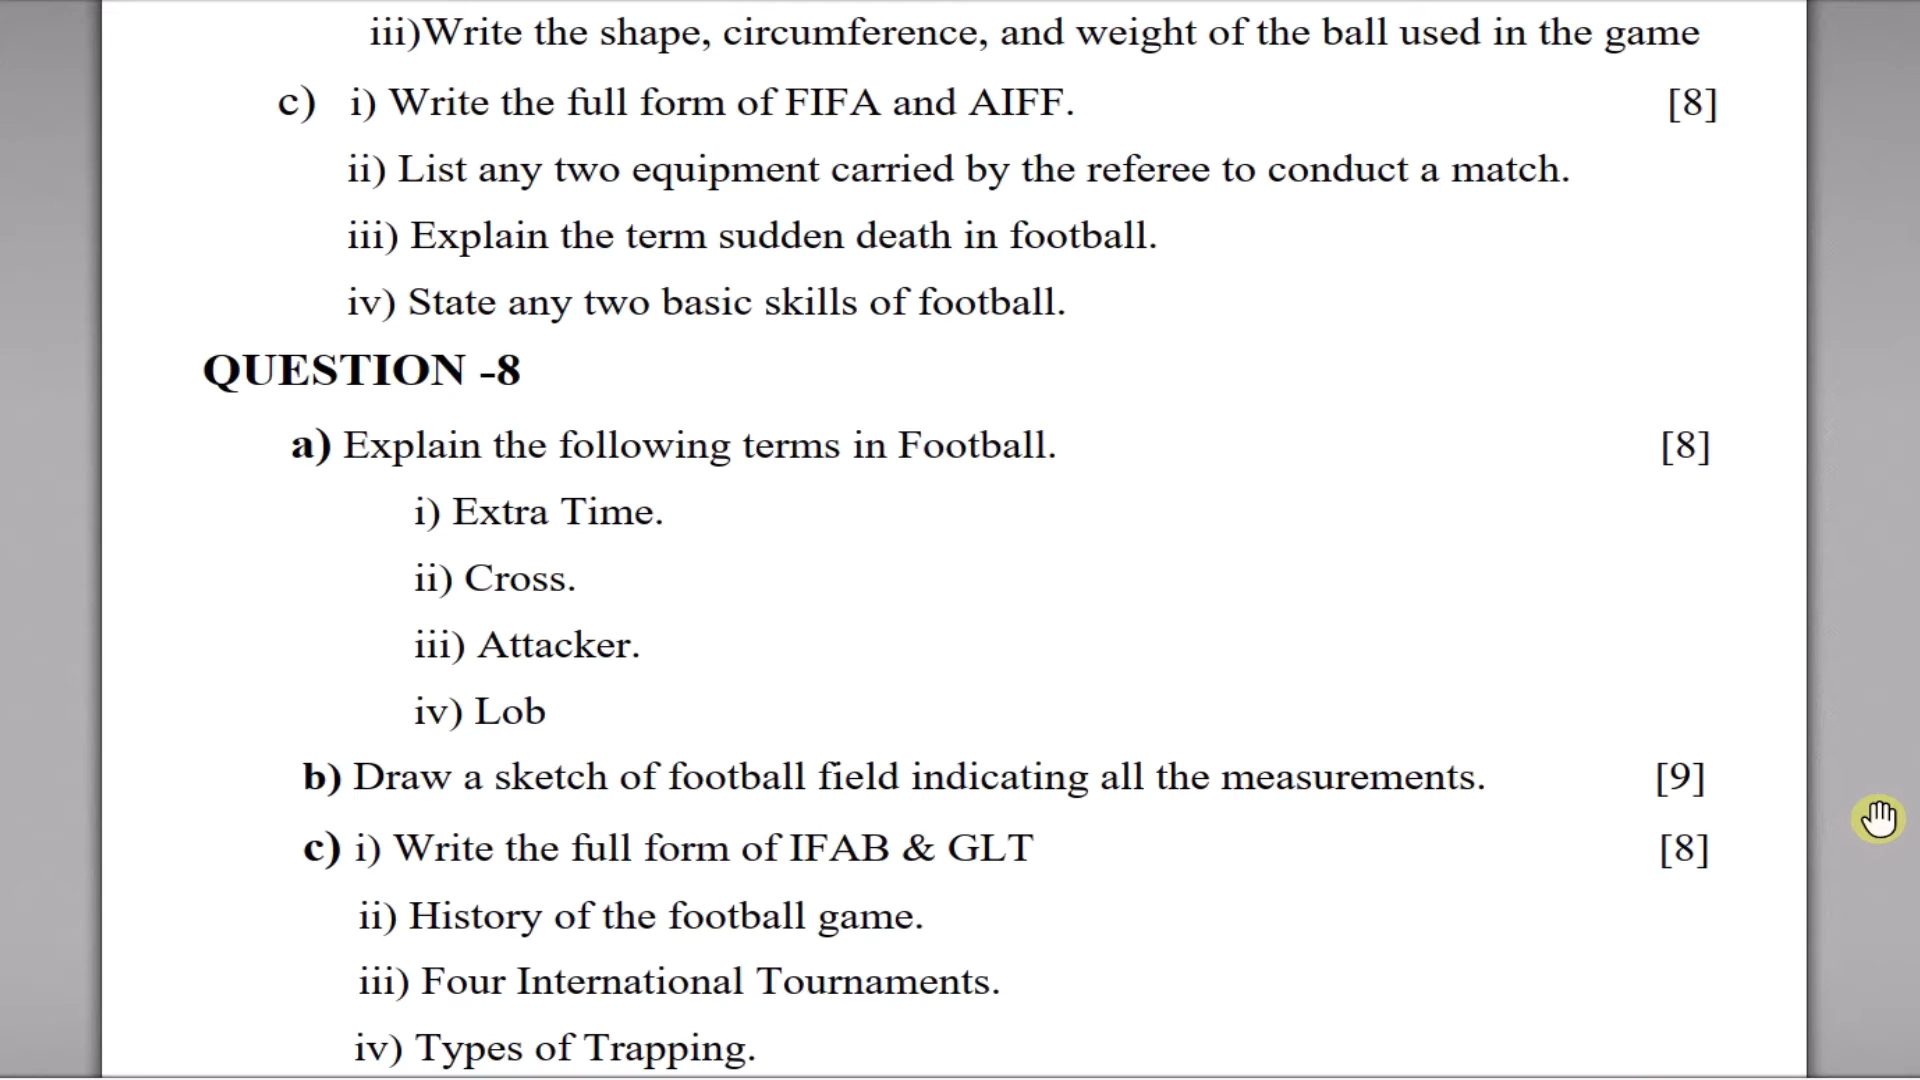 iii)Write the shape, circumference, and weight of the ball used in the game
c) i) Write the full form of FIFA and AIFF. [8]
ii) List any two equipment carried by the referee to conduct a match.
iii) Explain the term sudden death in football.
iv) State any two basic skills of football.
QUESTION -8
a) Explain the following terms in Football. [8]
i) Extra Time.
ii) Cross.
iii) Attacker.
iv) Lob
b) Draw a sketch of football field indicating all the measurements. [9]
c) i) Write the full form of IFAB & GLT [8]
ii) History of the football game.
iii) Four International Tournaments.
iv) Types of Trapping.